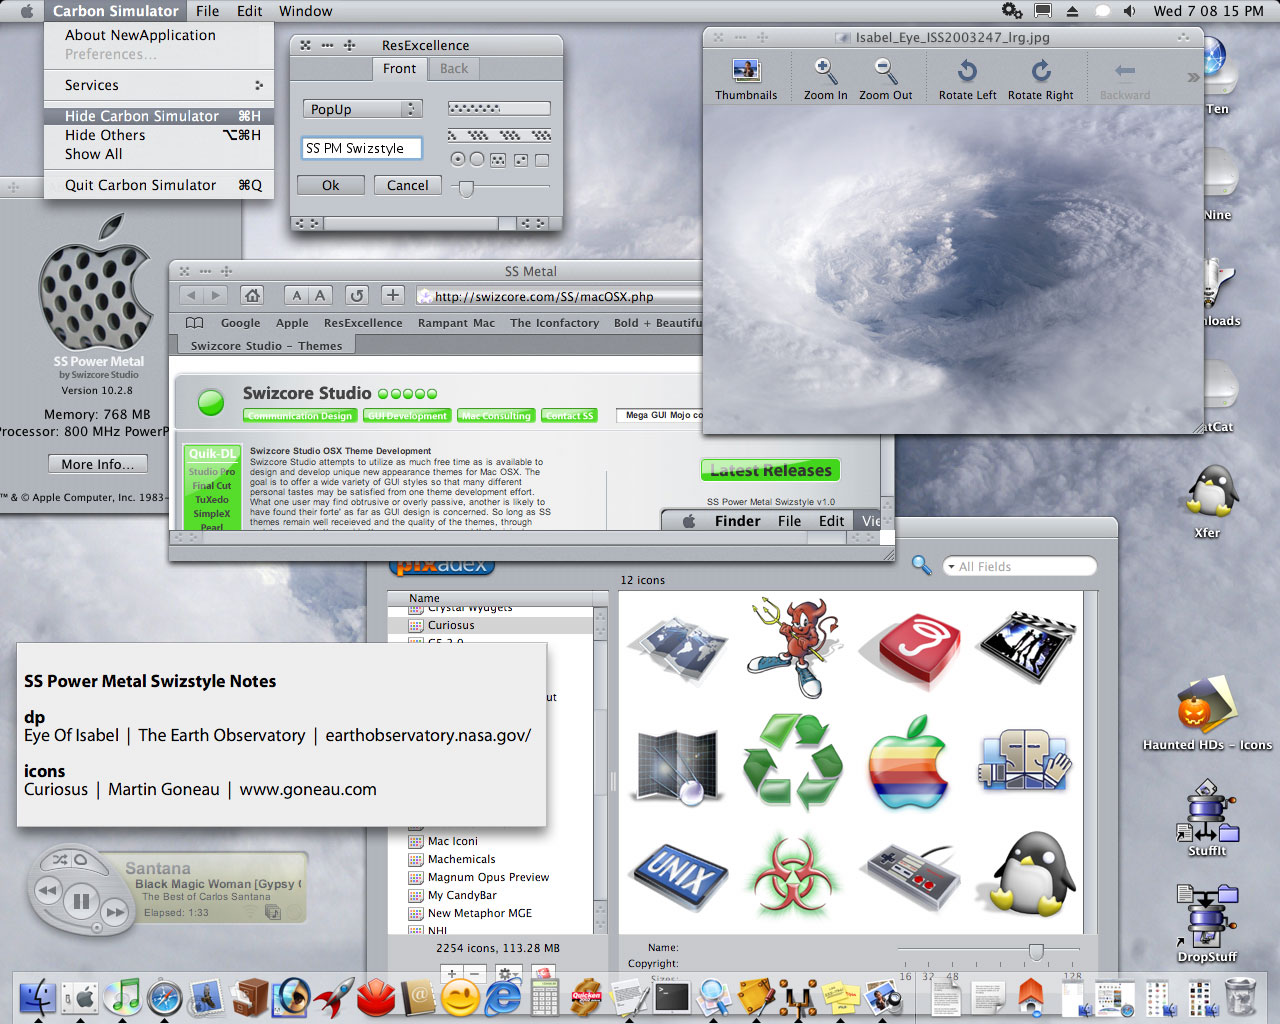 Carbon Simulator File Edit Window
Wed 7 08 15 PM
About NewApplication
Preferences...
Services
Hide Carbon Simulator ⌘H
Hide Others ⌥⌘H
Show All
Quit Carbon Simulator ⌘Q
ResExcellence
Front Back
PopUp
SS PM Swizstyle
Ok Cancel
Isabel_Eye_ISS2003247_lrg.jpg
Thumbnails Zoom In Zoom Out Rotate Left Rotate Right Backward
Ten
Nine
nloads
atCat
Xfer
Haunted HDs - Icons
StuffIt
DropStuff
SS Power Metal
by Swizcore Studio
Version 10.2.8
Memory: 768 MB
Processor: 800 MHz PowerP
More Info...
™ & © Apple Computer, Inc. 1983-
SS Metal
A A
http://swizcore.com/SS/macOSX.php
Google Apple ResExcellence Rampant Mac The Iconfactory Bold + Beautifu
Swizcore Studio - Themes
Swizcore Studio
Communication Design GUI Development Mac Consulting Contact SS
Mega GUI Mojo co
Quik-DL
Studio Pro
Final Cut
TuXedo
SimpleX
Pearl
Swizcore Studio OSX Theme Development
Swizcore Studio attempts to utilize as much free time as is available to
design and develop unique new appearance themes for Mac OSX. The
goal is to offer a wide variety of GUI styles so that many different
personal tastes may be satisfied from one theme development effort.
What one user may find obtrusive or overly passive, another is likely to
have found their forte' as far as GUI design is concerned. So long as SS
themes remain well receieved and the quality of the themes, through
Latest Releases
SS Power Metal Swizstyle v1.0
Finder File Edit Vie
pixadex
12 icons
All Fields
Name
Crystal Wydgets
Curiosus
G5 2.0
ut
Mac Iconi
Machemicals
Magnum Opus Preview
My CandyBar
New Metaphor MGE
NHL
2254 icons, 113.28 MB
UNIX
Name:
Copyright:
Sizes:
16 32 48 128
SS Power Metal Swizstyle Notes
dp
Eye Of Isabel | The Earth Observatory | earthobservatory.nasa.gov/
icons
Curiosus | Martin Goneau | www.goneau.com
Santana
Black Magic Woman [Gypsy
The Best of Carlos Santana
Elapsed: 1:33
Quicken